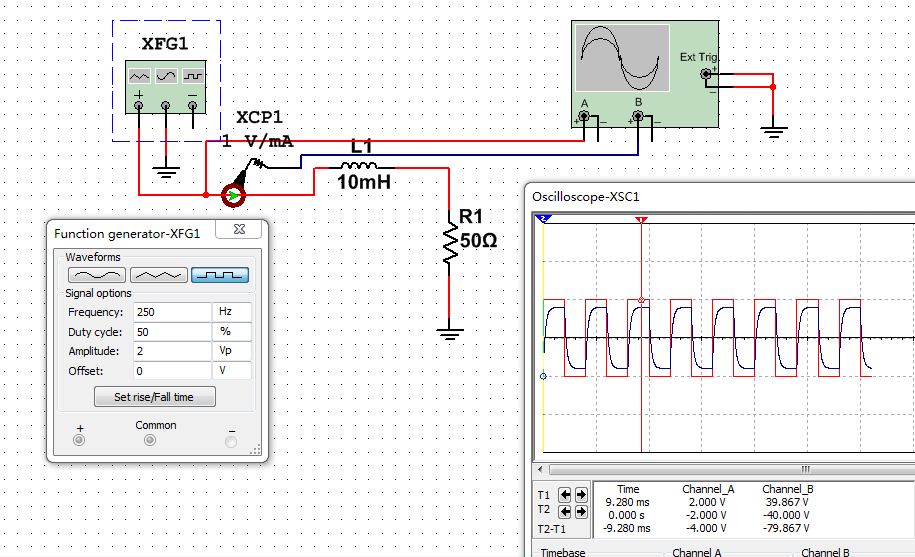 XFG1
XCP1
1 V/mA
L1
10mH
R1
50Ω
Ext Trig
A
B
Function generator-XFG1
Waveforms
Signal options
Frequency: 250 Hz
Duty cycle: 50 %
Amplitude: 2 Vp
Offset: 0 V
Set rise/Fall time
+ Common −
Oscilloscope-XSC1
2 1
Time Channel_A Channel_B
T1 9.280 ms 2.000 V 39.867 V
T2 0.000 s -2.000 V -40.000 V
T2-T1 -9.280 ms -4.000 V -79.867 V
Timebase Channel A Channel B